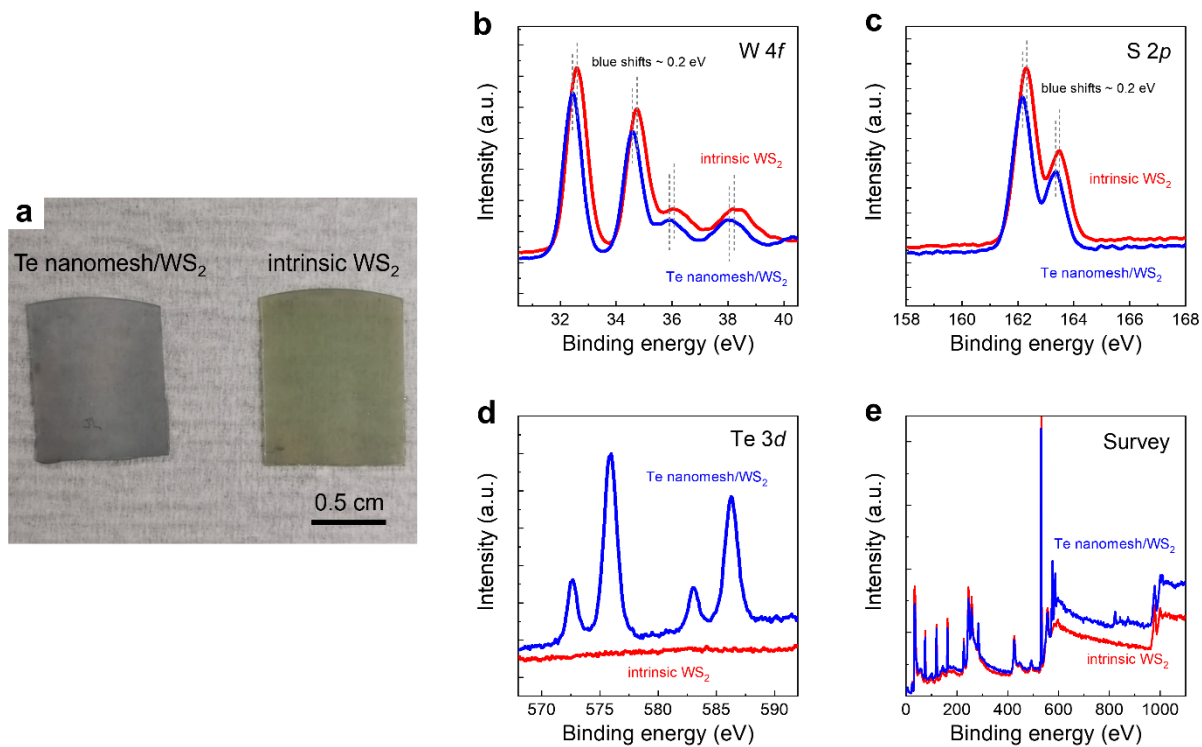 a
Te nanomesh/WS₂
intrinsic WS₂
JL
0.5 cm
b
W 4f
blue shifts ~ 0.2 eV
intrinsic WS₂
Te nanomesh/WS₂
Intensity (a.u.)
32 34 36 38 40
Binding energy (eV)
c
S 2p
blue shifts ~ 0.2 eV
intrinsic WS₂
Te nanomesh/WS₂
Intensity (a.u.)
158 160 162 164 166 168
Binding energy (eV)
d
Te 3d
Te nanomesh/WS₂
intrinsic WS₂
Intensity (a.u.)
570 575 580 585 590
Binding energy (eV)
e
Survey
Te nanomesh/WS₂
intrinsic WS₂
Intensity (a.u.)
0 200 400 600 800 1000
Binding energy (eV)